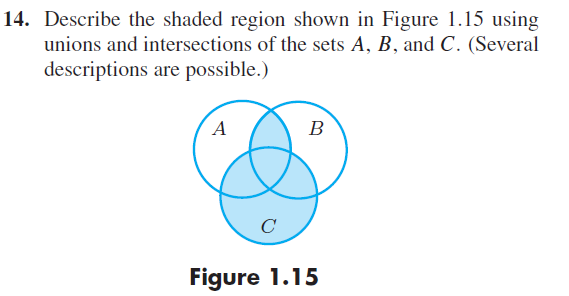 14. Describe the shaded region shown in Figure 1.15 using
unions and intersections of the sets A, B, and C. (Several
descriptions are possible.)
A
B
C
Figure 1.15